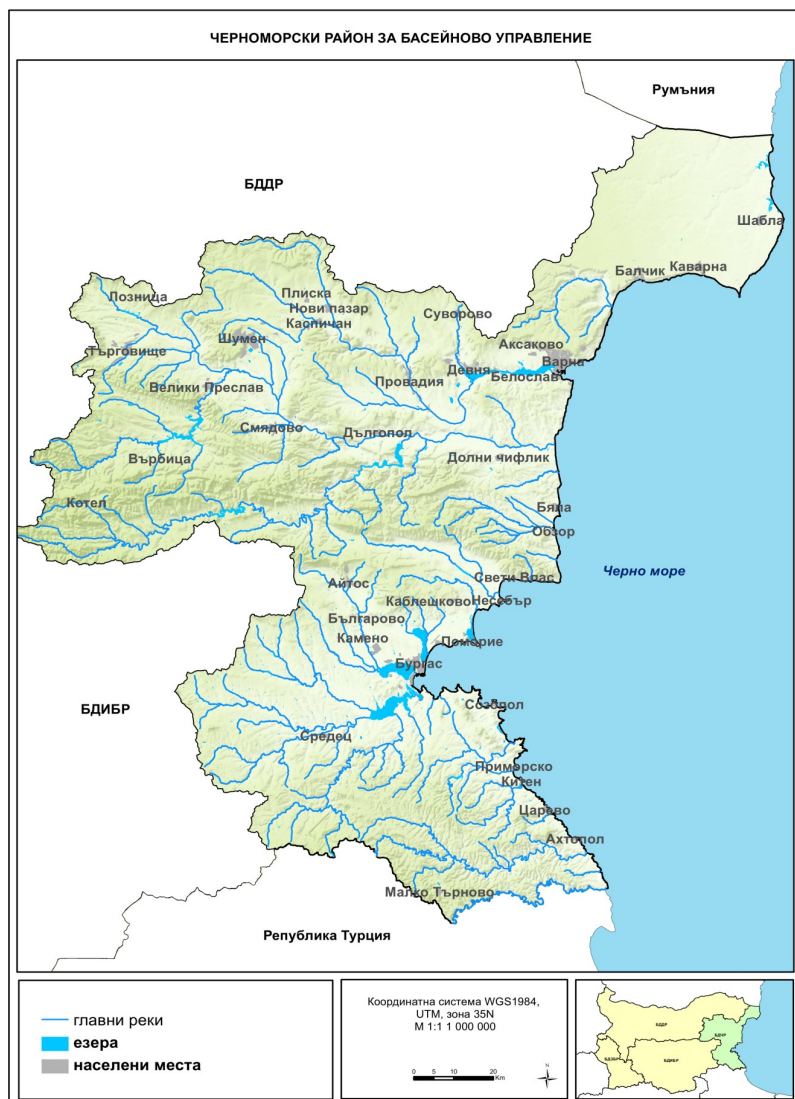 ЧЕРНОМОРСКИ РАЙОН ЗА БАСЕЙНОВО УПРАВЛЕНИЕ
Румъния
БДДР
Шабла
Каварна
Балчик
Лозница
Плиска
Нови пазар
Суворово
Каспичан
Шумен
Аксаково
Търговище
Варна
Девня
Белослав
Велики Преслав
Провадия
Смядово
Дългопол
Върбица
Долни чифлик
Котел
Бяла
Обзор
Черно море
Свети Влас
Айтос
Каблешково
Несебър
Българово
Камено
Поморие
Бургас
БДИБР
Созопол
Средец
Приморско
Китен
Царево
Ахтопол
Малко Търново
Република Турция
главни реки
езера
населени места
Координатна система WGS1984,
UTM, зона 35N
М 1:1 1 000 000
0 5 10 20
Km
N
БДДР
БДЧР
БДЗБР
БДИБР